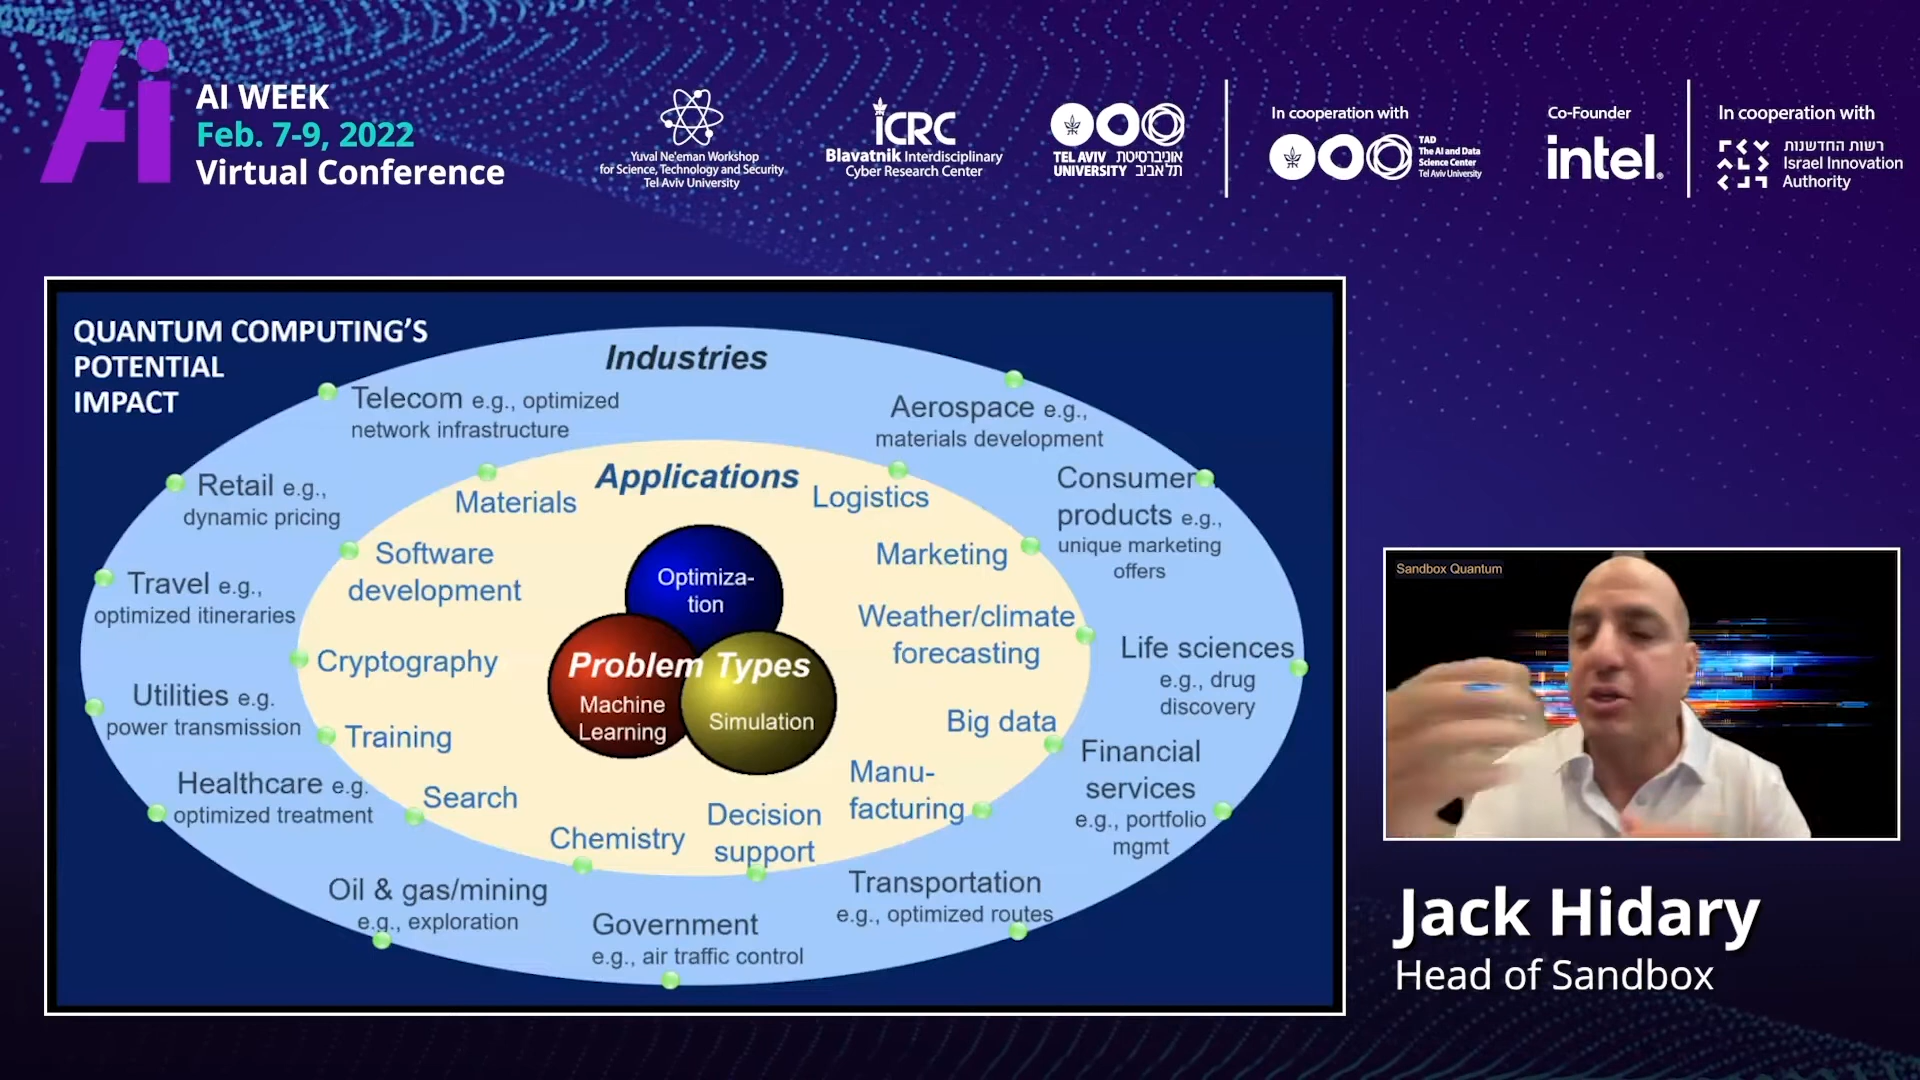 Ai
AI WEEK
Feb. 7-9, 2022
Virtual Conference
Yuval Ne'eman Workshop
for Science, Technology and Security
Tel Aviv University
iCRC
Blavatnik Interdisciplinary
Cyber Research Center
TEL AVIV אוניברסיטת
UNIVERSITY תל אביב
In cooperation with
TAD
The AI and Data
Science Center
Tel Aviv University
Co-Founder
intel.
In cooperation with
רשות החדשנות
Israel Innovation
Authority
QUANTUM COMPUTING'S
POTENTIAL
IMPACT
Industries
Telecom e.g., optimized
network infrastructure
Aerospace e.g.,
materials development
Retail e.g.,
dynamic pricing
Consumer
products e.g.,
unique marketing
offers
Travel e.g.,
optimized itineraries
Life sciences
e.g., drug
discovery
Utilities e.g.
power transmission
Financial
services
e.g., portfolio
mgmt
Healthcare e.g.
optimized treatment
Oil & gas/mining
e.g., exploration
Government
e.g., air traffic control
Transportation
e.g., optimized routes
Applications
Materials
Logistics
Software
development
Marketing
Cryptography
Weather/climate
forecasting
Training
Big data
Search
Manu-
facturing
Chemistry
Decision
support
Optimiza-
tion
Problem Types
Machine
Learning
Simulation
Sandbox Quantum
Jack Hidary
Head of Sandbox